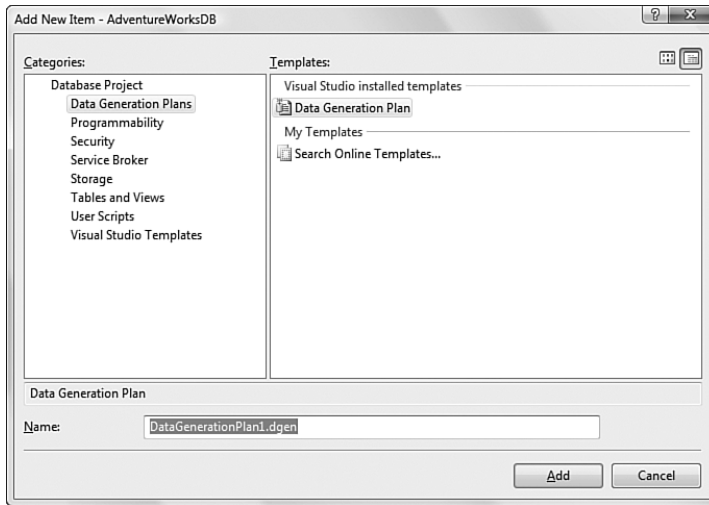 Add New Item - AdventureWorksDB
Categories:
Database Project
Data Generation Plans
Programmability
Security
Service Broker
Storage
Tables and Views
User Scripts
Visual Studio Templates
Templates:
Visual Studio installed templates
Data Generation Plan
My Templates
Search Online Templates...
Data Generation Plan
Name:
DataGenerationPlan1.dgen
Add
Cancel